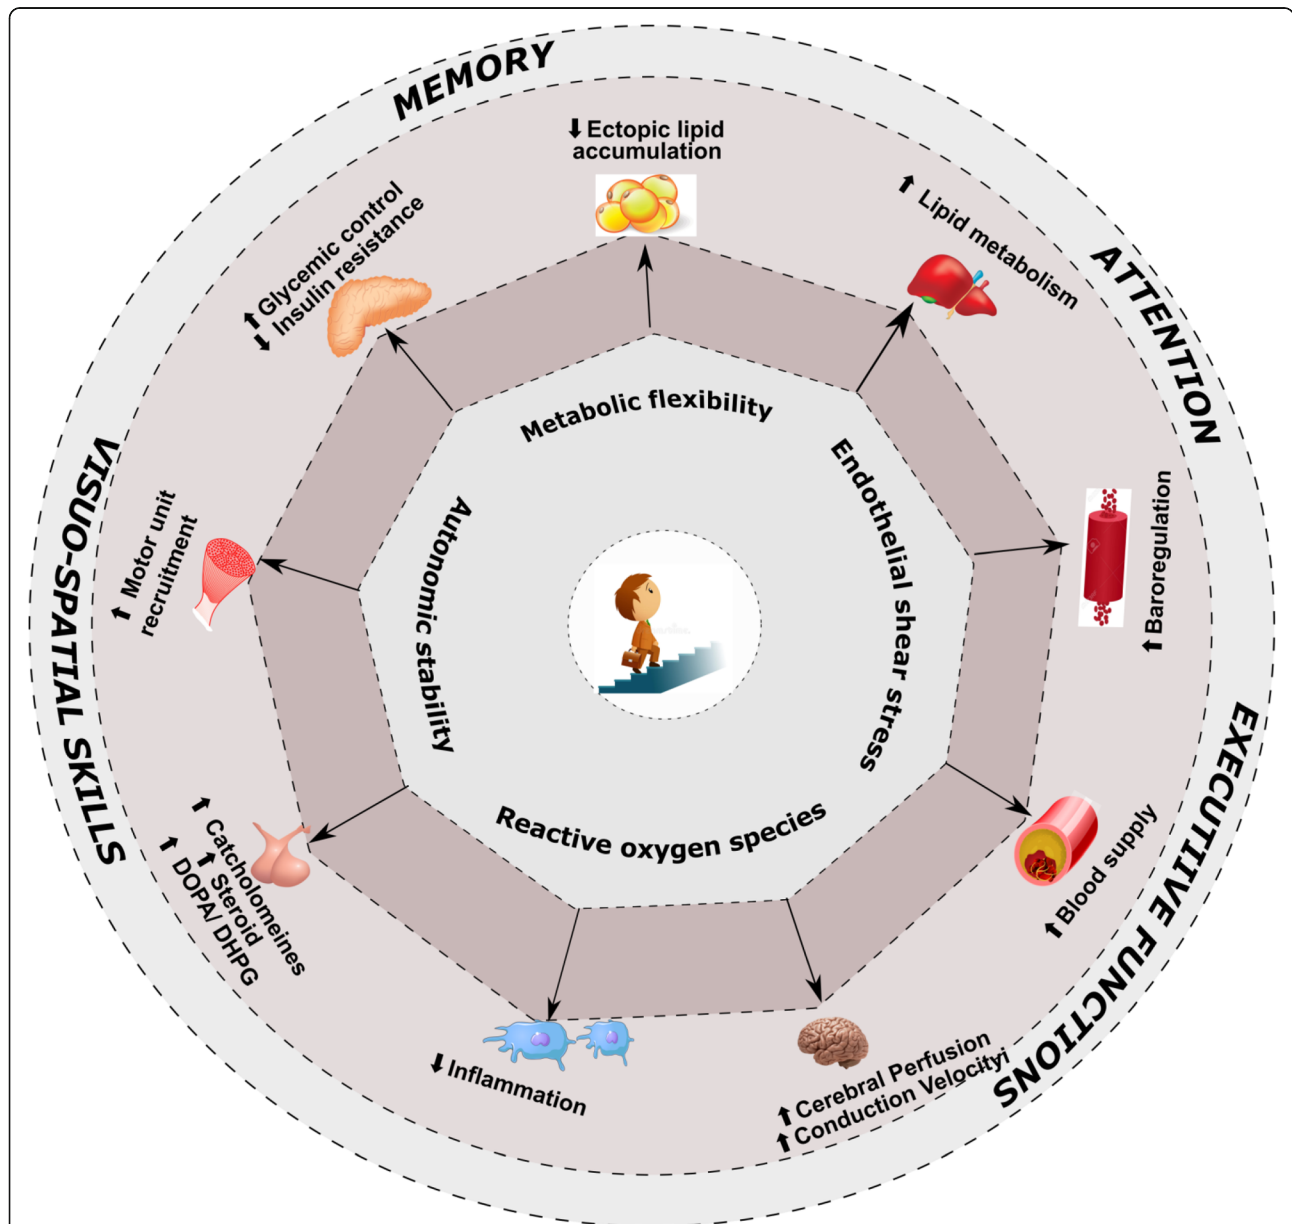 MEMORY
ATTENTION
EXECUTIIVE FUNCTIONS
VISUO-SPATIAL SKILLS
⬇ Ectopic lipid
accumulation
⬆ Lipid metabolism
⬆ Baroregulation
⬆ Blood supply
⬆ Cerebral Perfusion
⬆ Conduction Velocityi
⬇ Inflammation
⬆ Catcholomeines
⬆ Steroid
⬆ DOPA/ DHPG
⬆ Motor unit
recruitment
⬆ Glycemic control
⬇ Insulin resistance
Metabolic flexibility
Endothelial shear stress
Reactive oxygen species
Autonomic stability